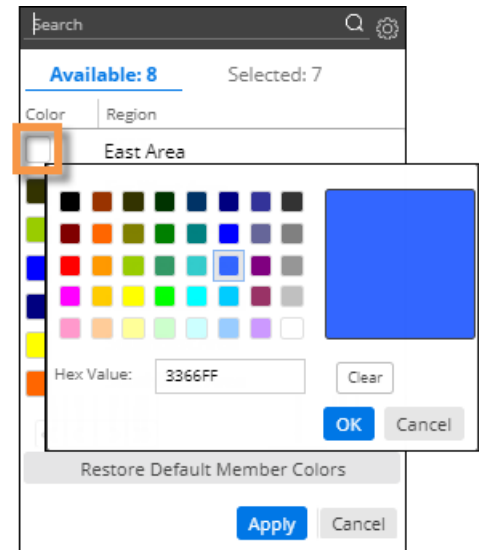 Search
Available: 8 Selected: 7
Color Region
East Area
Hex Value: 3366FF Clear
OK Cancel
Restore Default Member Colors
Apply Cancel